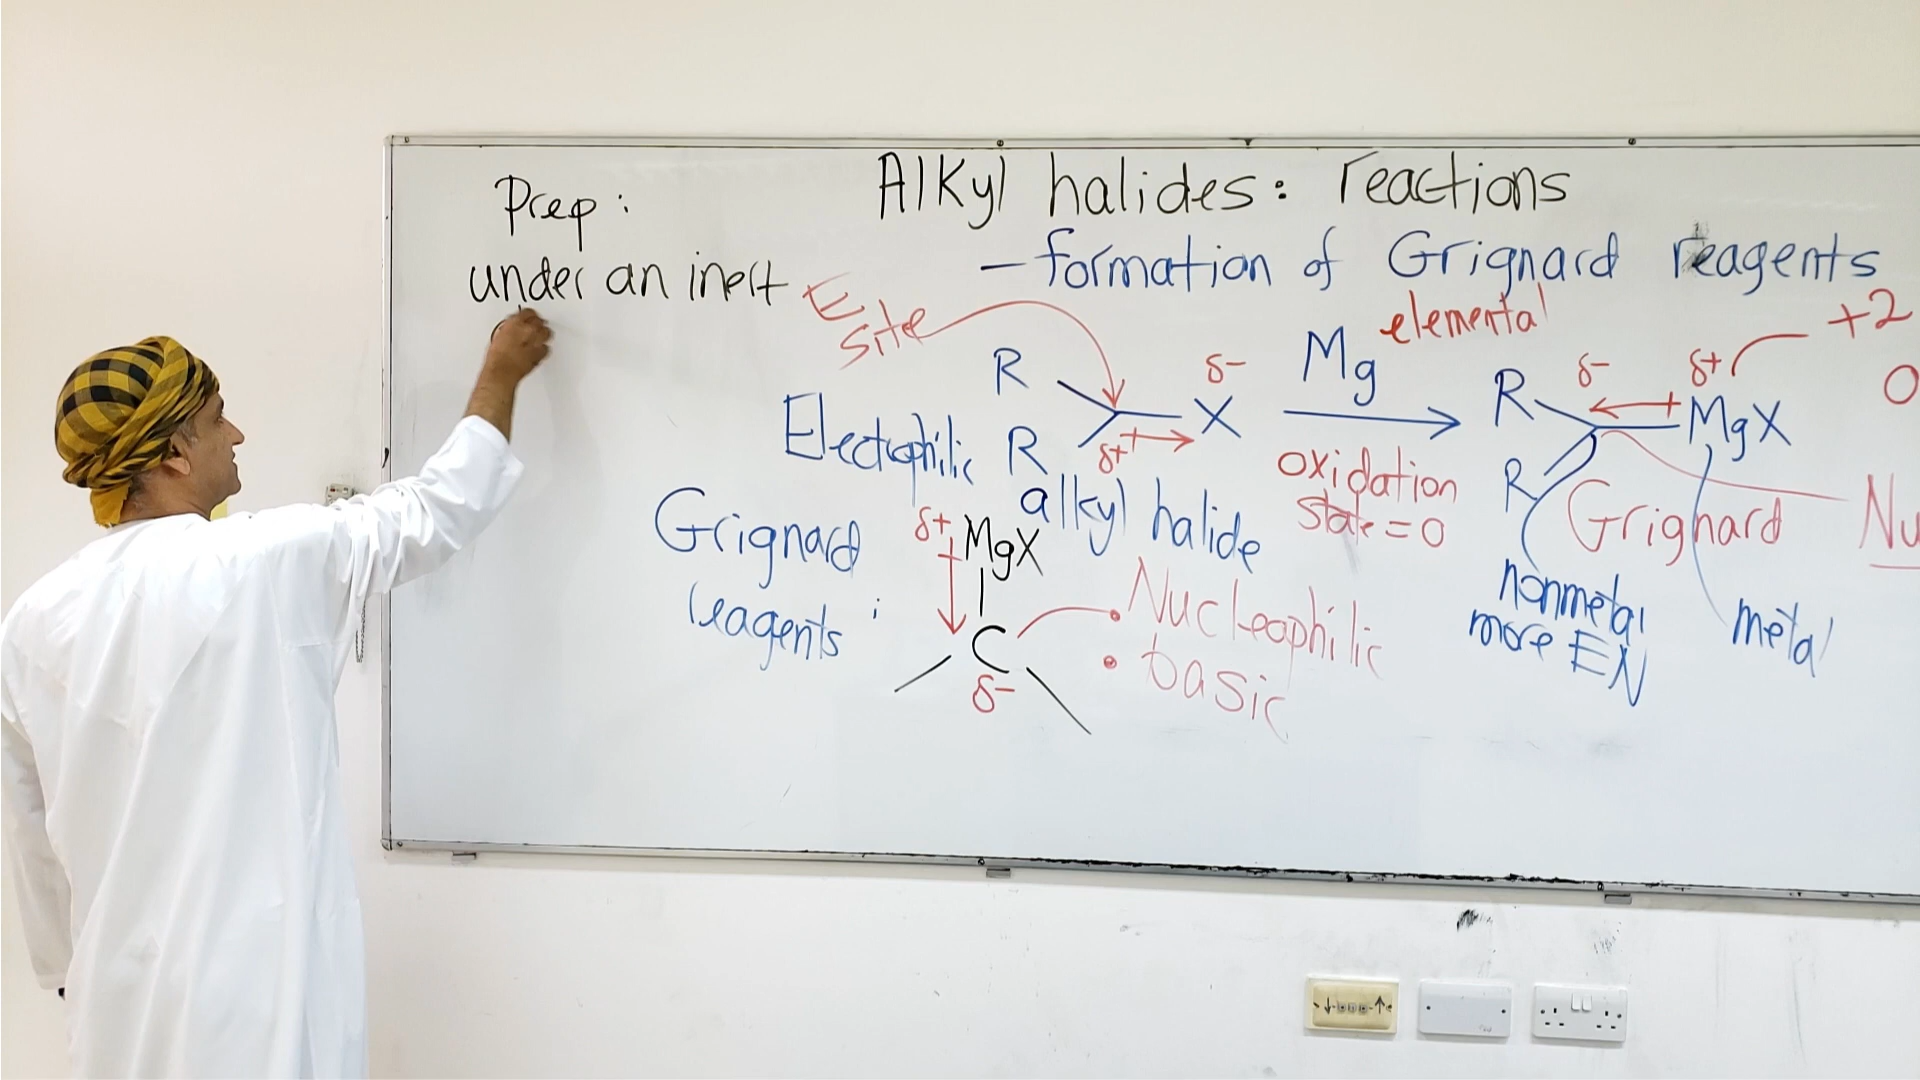 Prep:
under an inert
Alkyl halides: reactions
– formation of Grignard reagents
E
site
R
R
δ+
δ-
X
Electrophilic
alkyl halide
Mg
elemental
oxidation
state = 0
R
R
δ-
δ+
MgX
+2
Grignard
Nu
nonmetal
more EN
metal
Grignard
reagents :
δ+
MgX
C
δ-
• Nucleophilic
• basic